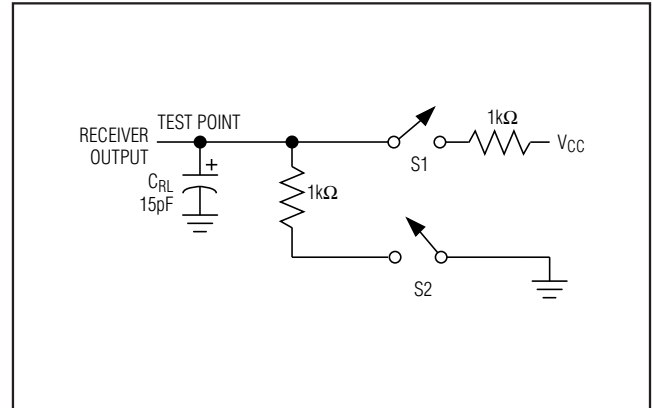 TEST POINT
RECEIVER
OUTPUT
+
C_RL
15pF
1kΩ
S1
1kΩ
V_CC
S2